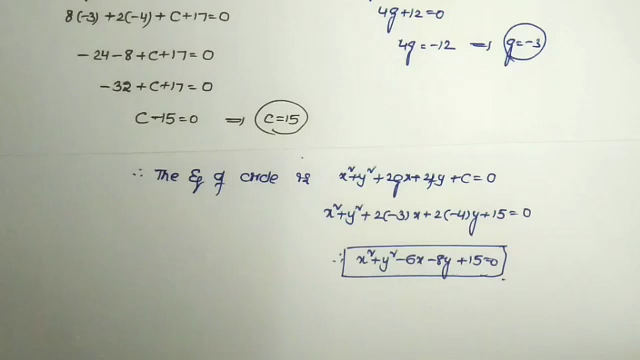 8(-3) + 2(-4) + C + 17 = 0
-24 - 8 + C + 17 = 0
-32 + C + 17 = 0
C - 15 = 0 ⟹ C = 15
4g + 12 = 0
4g = -12 ⟹ g = -3
∴ The Eq of circle is x² + y² + 2gx + 2fy + C = 0
x² + y² + 2(-3)x + 2(-4)y + 15 = 0
∴ x² + y² - 6x - 8y + 15 = 0